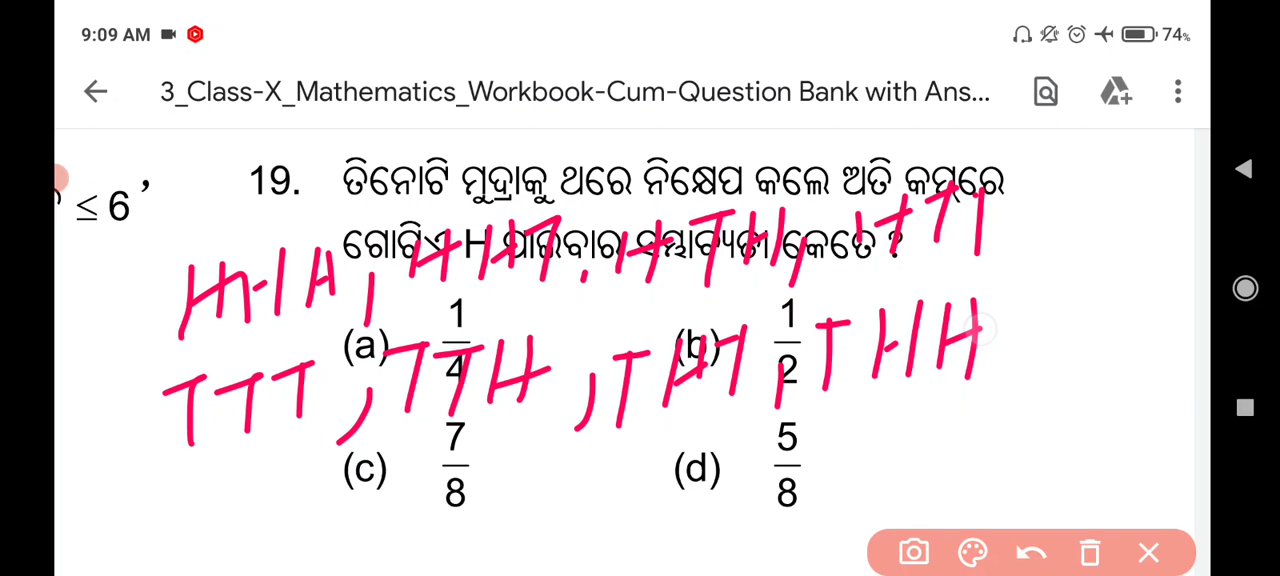 9:09 AM 74%
3_Class-X_Mathematics_Workbook-Cum-Question Bank with Ans...
≤ 6 ’
19. ତିନୋଟି ମୁଦ୍ରାକୁ ଥରେ ନିକ୍ଷେପ କଲେ ଅତି କମ୍‌ରେ
ଗୋଟିଏ H ପାଇବାର ସମ୍ଭାବ୍ୟତା କେତେ ?
HHH, HHT, HTH, HTT
(a) 1/4 (b) 1/2
TTT, TTH, THT, THH
(c) 7/8 (d) 5/8